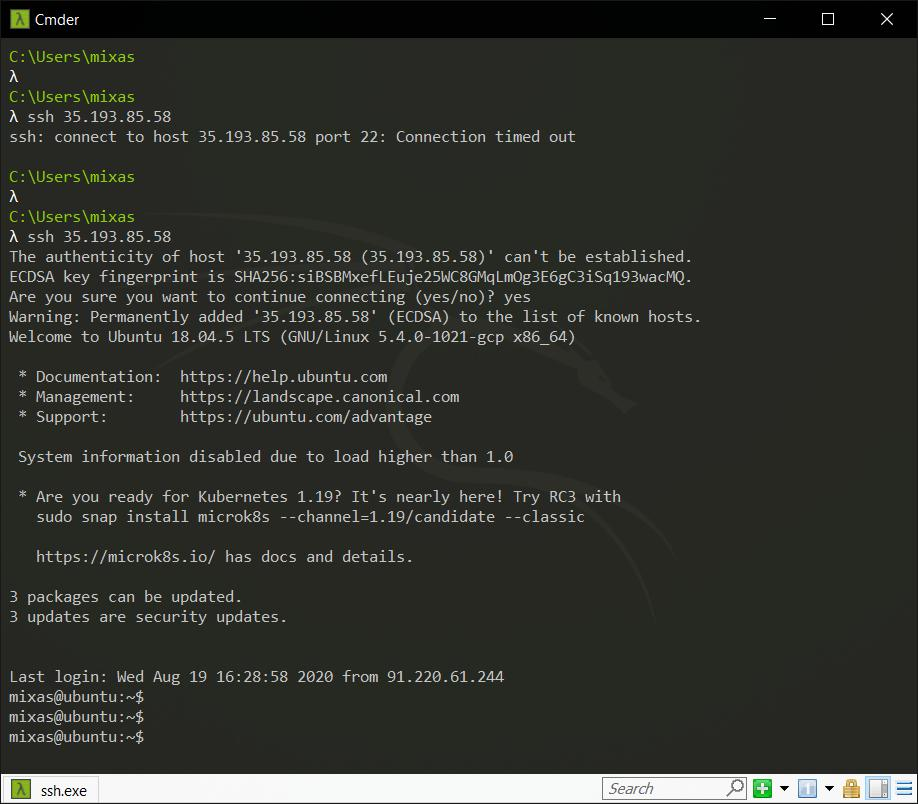 Cmder
C:\Users\mixas
λ
C:\Users\mixas
λ ssh 35.193.85.58
ssh: connect to host 35.193.85.58 port 22: Connection timed out
C:\Users\mixas
λ
C:\Users\mixas
λ ssh 35.193.85.58
The authenticity of host '35.193.85.58 (35.193.85.58)' can't be established.
ECDSA key fingerprint is SHA256:siBSBMxefLEuje25WC8GMqLmOg3E6gC3iSq193wacMQ.
Are you sure you want to continue connecting (yes/no)? yes
Warning: Permanently added '35.193.85.58' (ECDSA) to the list of known hosts.
Welcome to Ubuntu 18.04.5 LTS (GNU/Linux 5.4.0-1021-gcp x86_64)
* Documentation:  https://help.ubuntu.com
* Management:     https://landscape.canonical.com
* Support:        https://ubuntu.com/advantage
System information disabled due to load higher than 1.0
* Are you ready for Kubernetes 1.19? It's nearly here! Try RC3 with
sudo snap install microk8s --channel=1.19/candidate --classic
https://microk8s.io/ has docs and details.
3 packages can be updated.
3 updates are security updates.
Last login: Wed Aug 19 16:28:58 2020 from 91.220.61.244
mixas@ubuntu:~$
mixas@ubuntu:~$
mixas@ubuntu:~$
λ ssh.exe
Search
1